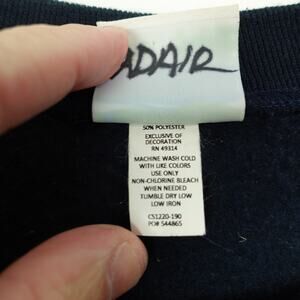 ADAIR
50% POLYESTER
EXCLUSIVE OF
DECORATION
RN 49314
MACHINE WASH COLD
WITH LIKE COLORS
USE ONLY
NON-CHLORINE BLEACH
WHEN NEEDED
TUMBLE DRY LOW
LOW IRON
CS1220-190
PO# 544865